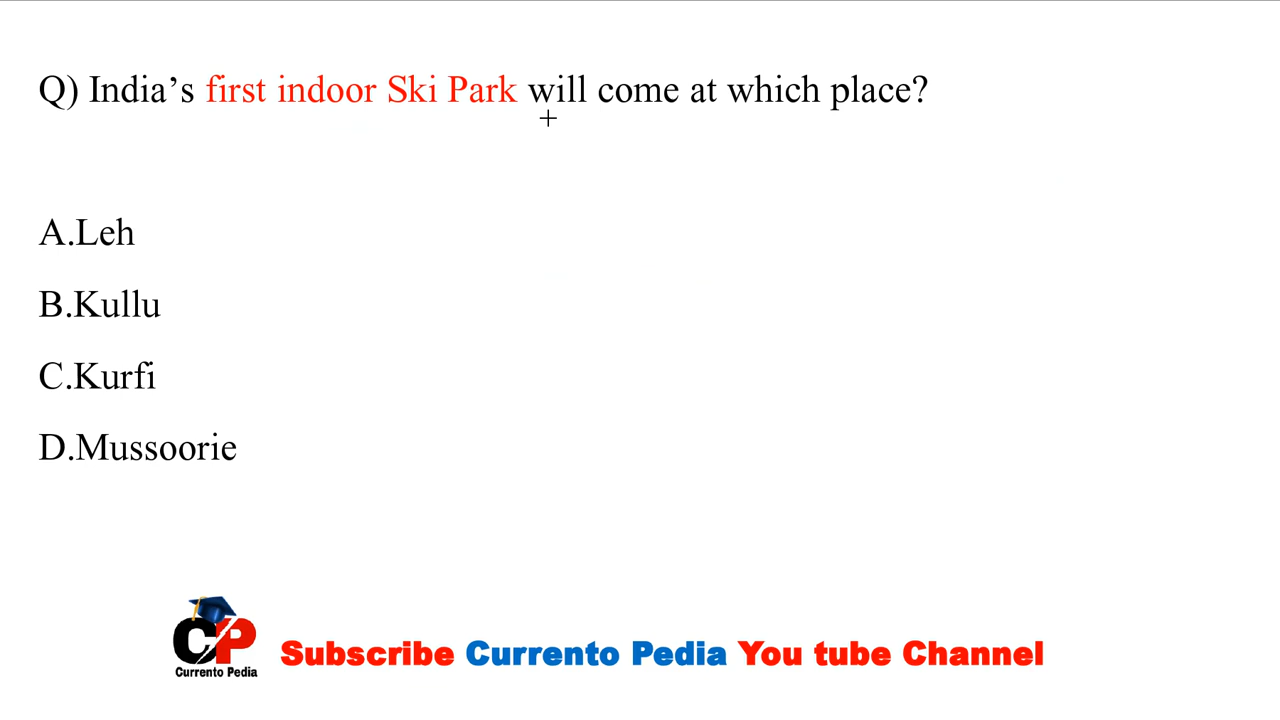 Q) India’s first indoor Ski Park will come at which place?
A.Leh
B.Kullu
C.Kurfi
D.Mussoorie
CP
Currento Pedia
Subscribe Currento Pedia You tube Channel